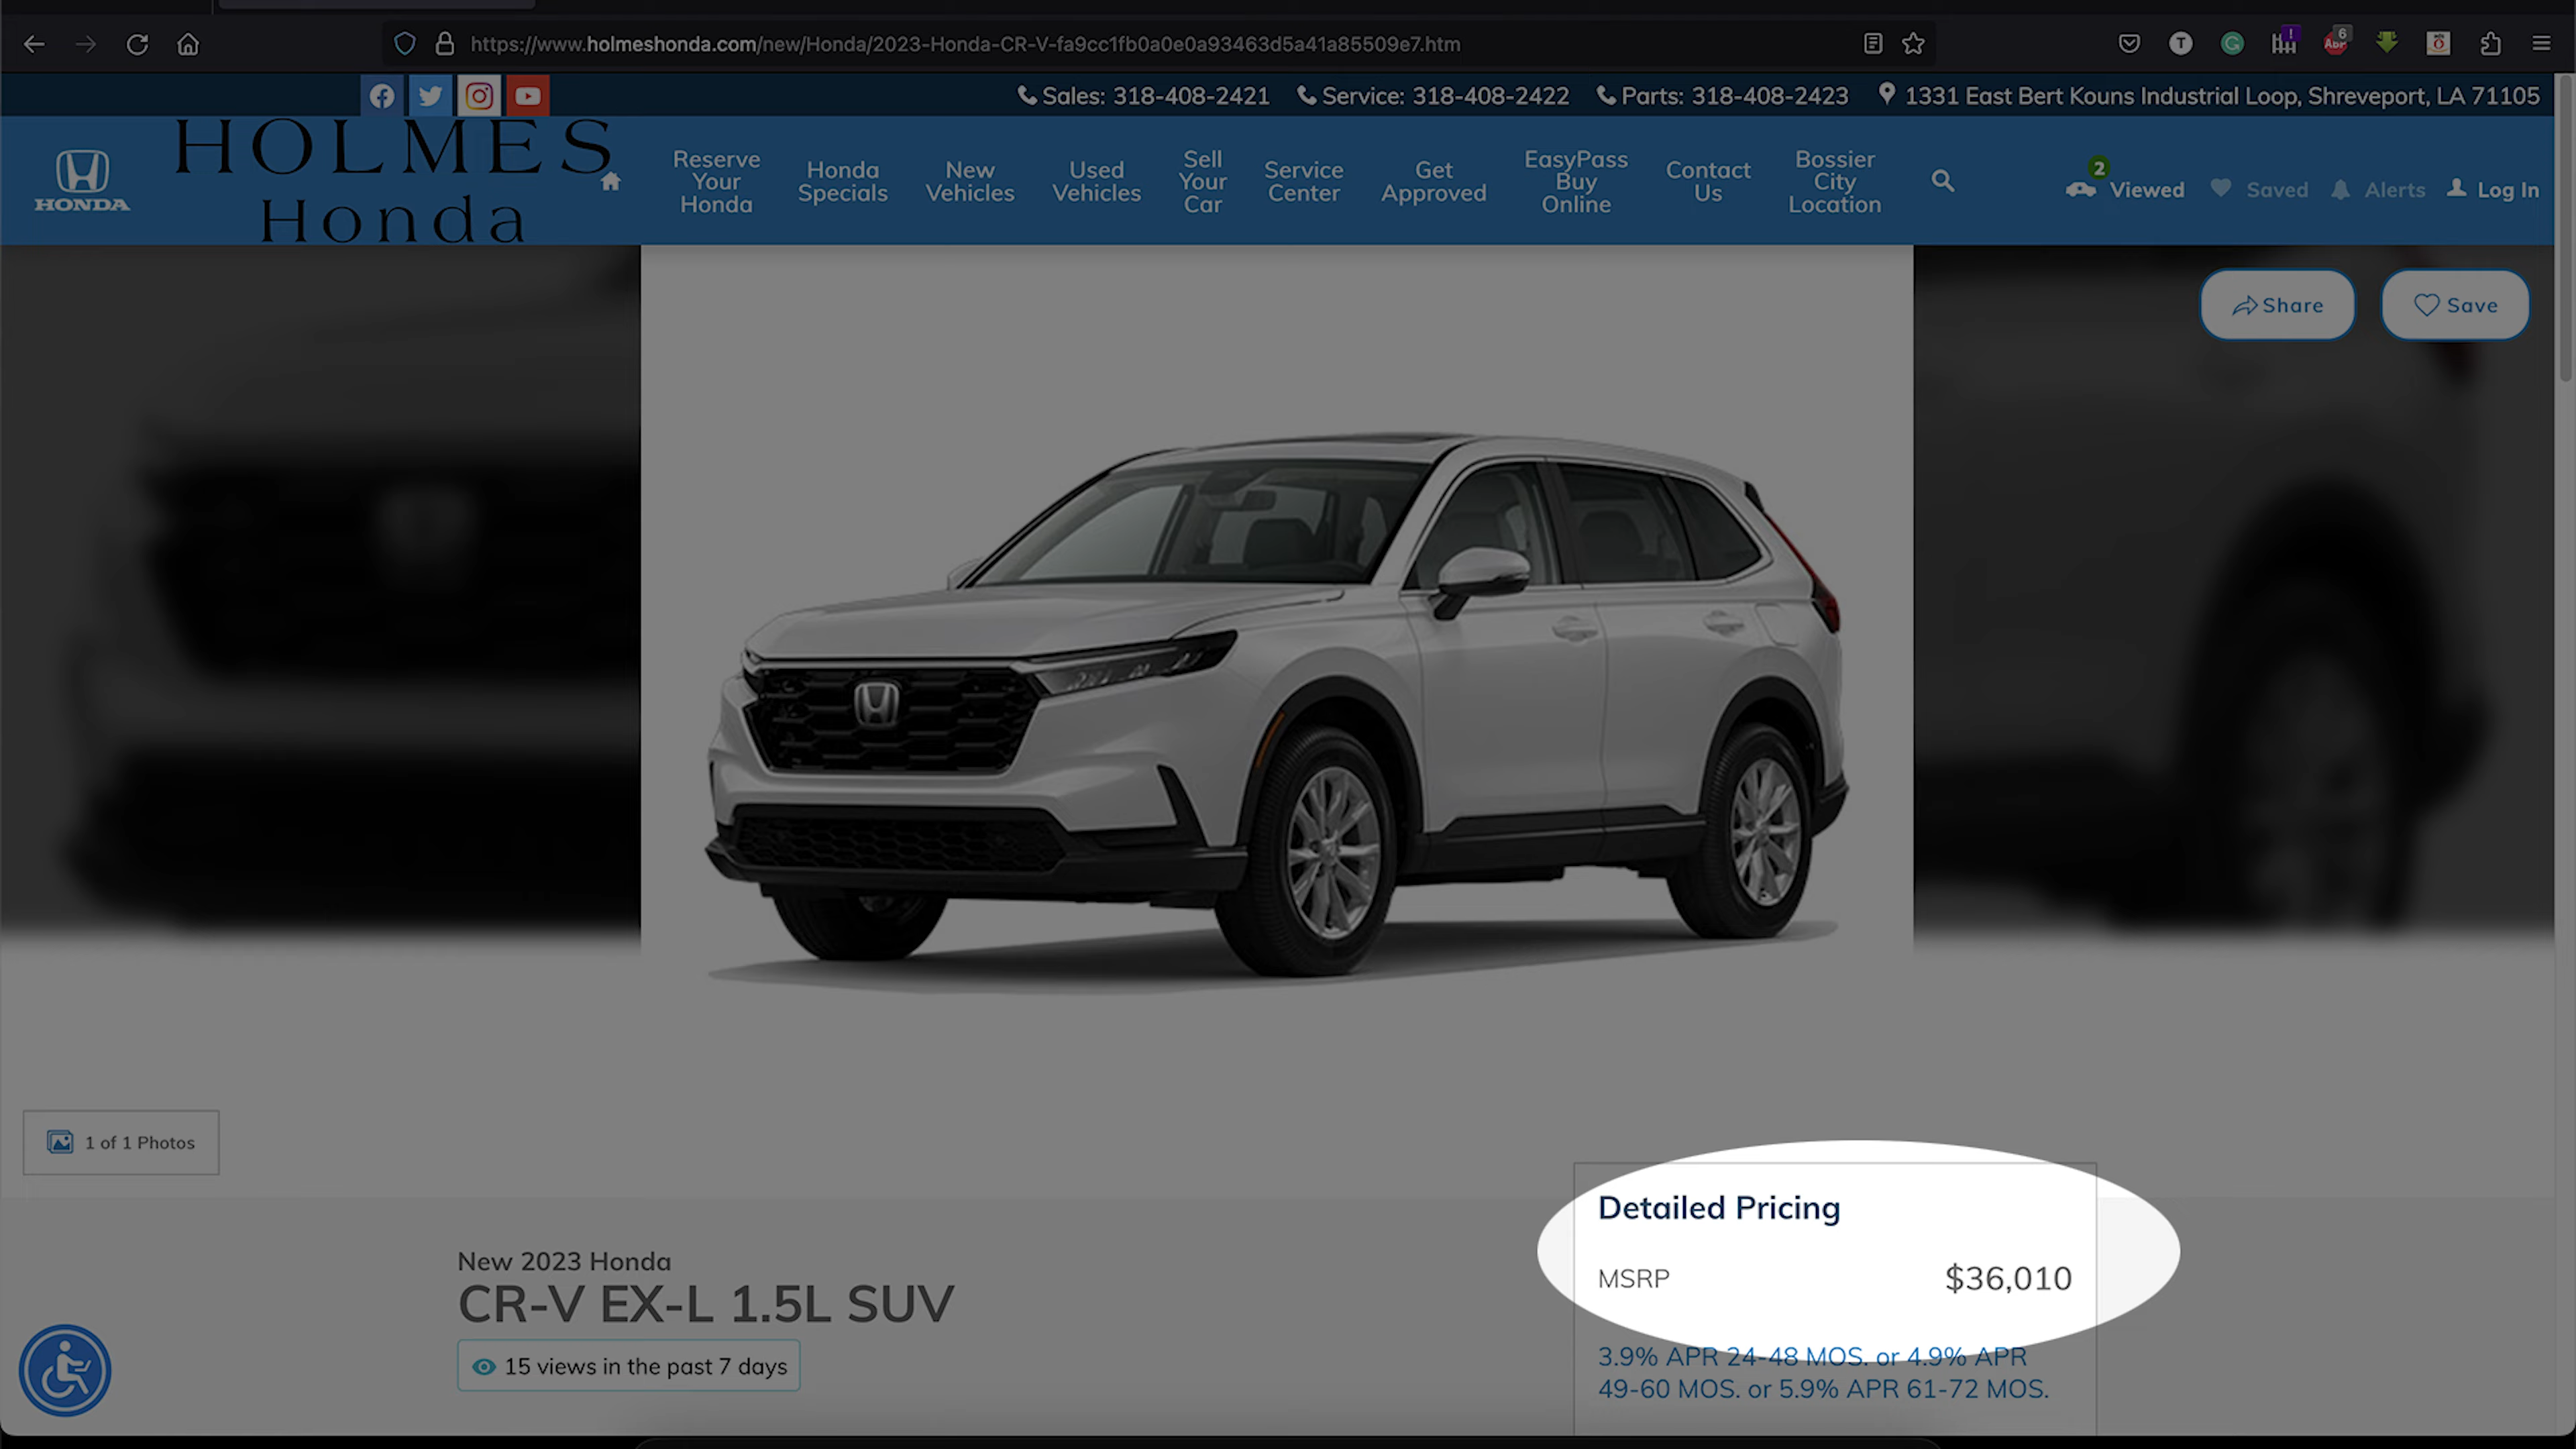 https://www.holmeshonda.com/new/Honda/2023-Honda-CR-V-fa9cc1fb0a0e0a93463d5a41a85509e7.htm
T
!
ABP
6
Sales: 318-408-2421
Service: 318-408-2422
Parts: 318-408-2423
1331 East Bert Kouns Industrial Loop, Shreveport, LA 71105
HONDA
HOLMES
Honda
Reserve
Your
Honda
Honda
Specials
New
Vehicles
Used
Vehicles
Sell
Your
Car
Service
Center
Get
Approved
EasyPass
Buy
Online
Contact
Us
Bossier
City
Location
2
Viewed
Saved
Alerts
Log In
Share
Save
1 of 1 Photos
New 2023 Honda
CR-V EX-L 1.5L SUV
15 views in the past 7 days
Detailed Pricing
MSRP $36,010
3.9% APR 24-48 MOS. or 4.9% APR
49-60 MOS. or 5.9% APR 61-72 MOS.